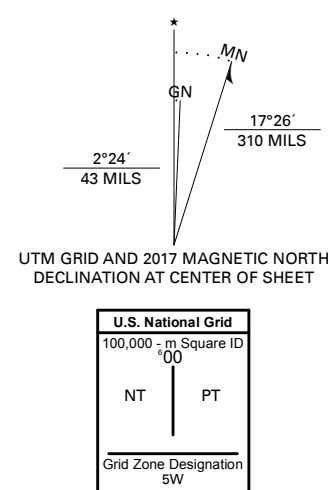 ★
MN
GN
17°26´
310 MILS
2°24´
43 MILS
UTM GRID AND 2017 MAGNETIC NORTH
DECLINATION AT CENTER OF SHEET
U.S. National Grid
100,000 - m Square ID
⁶00
NT PT
Grid Zone Designation
5W